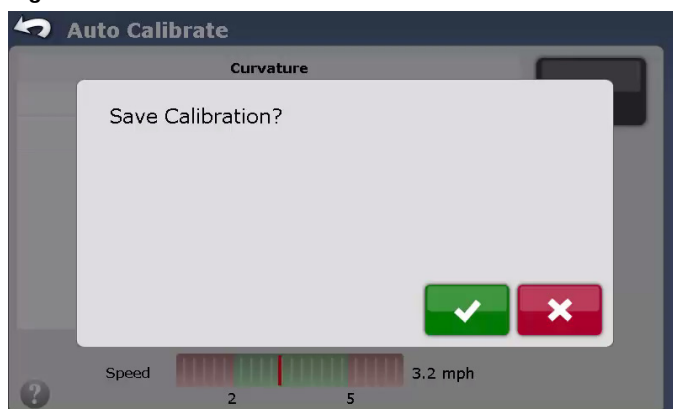 Auto Calibrate
Curvature
Save Calibration?
Speed
3.2 mph
2
5
?